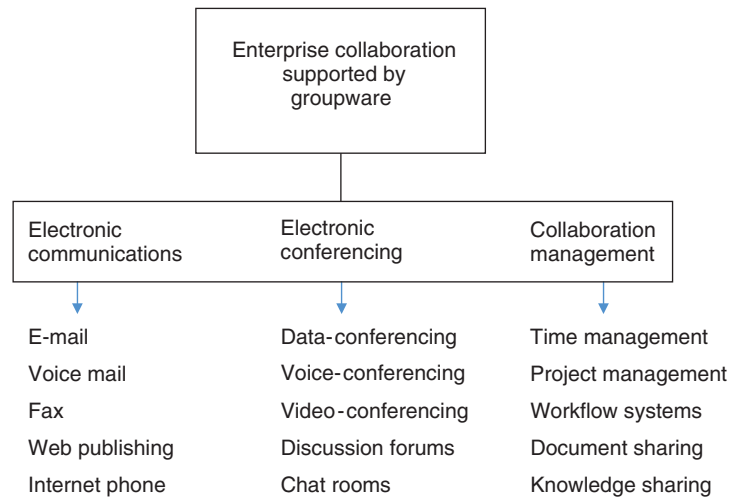 Enterprise collaboration
supported by
groupware
Electronic
communications
Electronic
conferencing
Collaboration
management
E-mail
Voice mail
Fax
Web publishing
Internet phone
Data-conferencing
Voice-conferencing
Video-conferencing
Discussion forums
Chat rooms
Time management
Project management
Workflow systems
Document sharing
Knowledge sharing